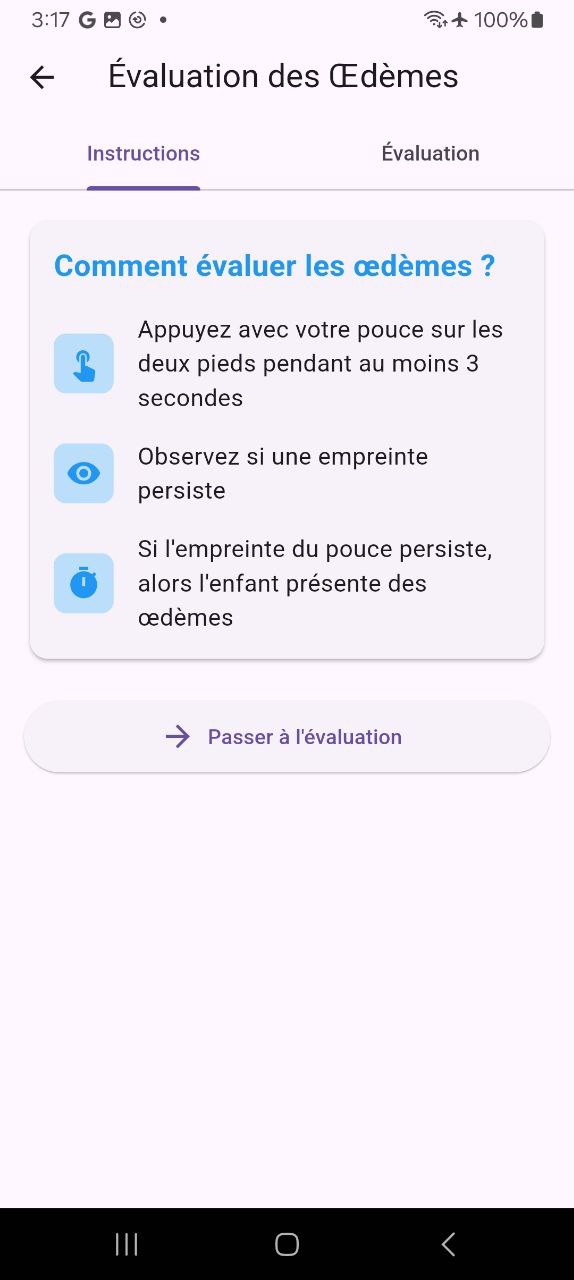 3:17 G 100%
Évaluation des Œdèmes
Instructions
Évaluation
Comment évaluer les œdèmes ?
Appuyez avec votre pouce sur les
deux pieds pendant au moins 3
secondes
Observez si une empreinte
persiste
Si l'empreinte du pouce persiste,
alors l'enfant présente des
œdèmes
Passer à l'évaluation